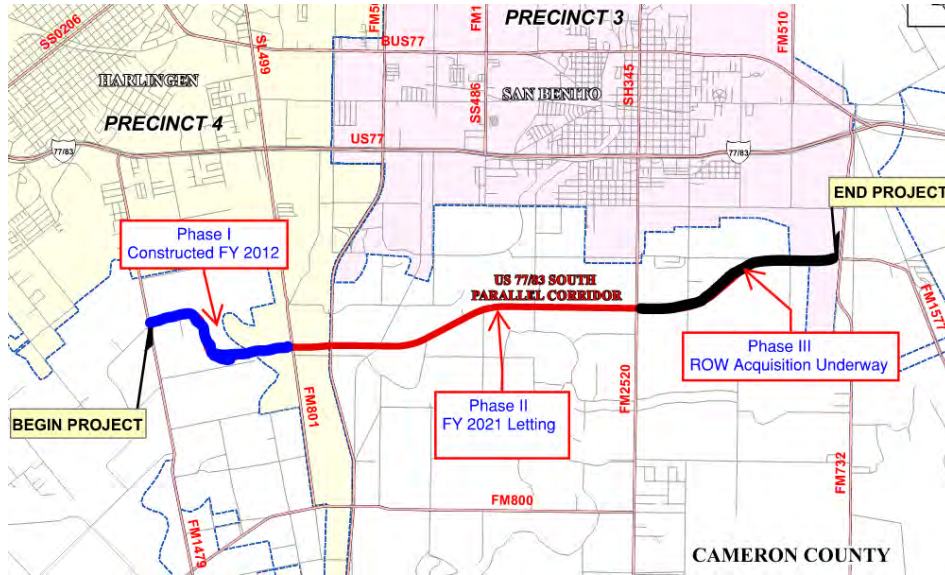 PRECINCT 3
SS0206
SL499
BUS77
SH345
FM510
HARLINGEN
SS486
SAN BENITO
PRECINCT 4
US77
77/83
77/83
END PROJECT
Phase I
Constructed FY 2012
US 77/83 SOUTH
PARALLEL CORRIDOR
FM1577
Phase III
ROW Acquisition Underway
FM801
FM2520
Phase II
FY 2021 Letting
BEGIN PROJECT
FM732
FM800
FM1479
CAMERON COUNTY